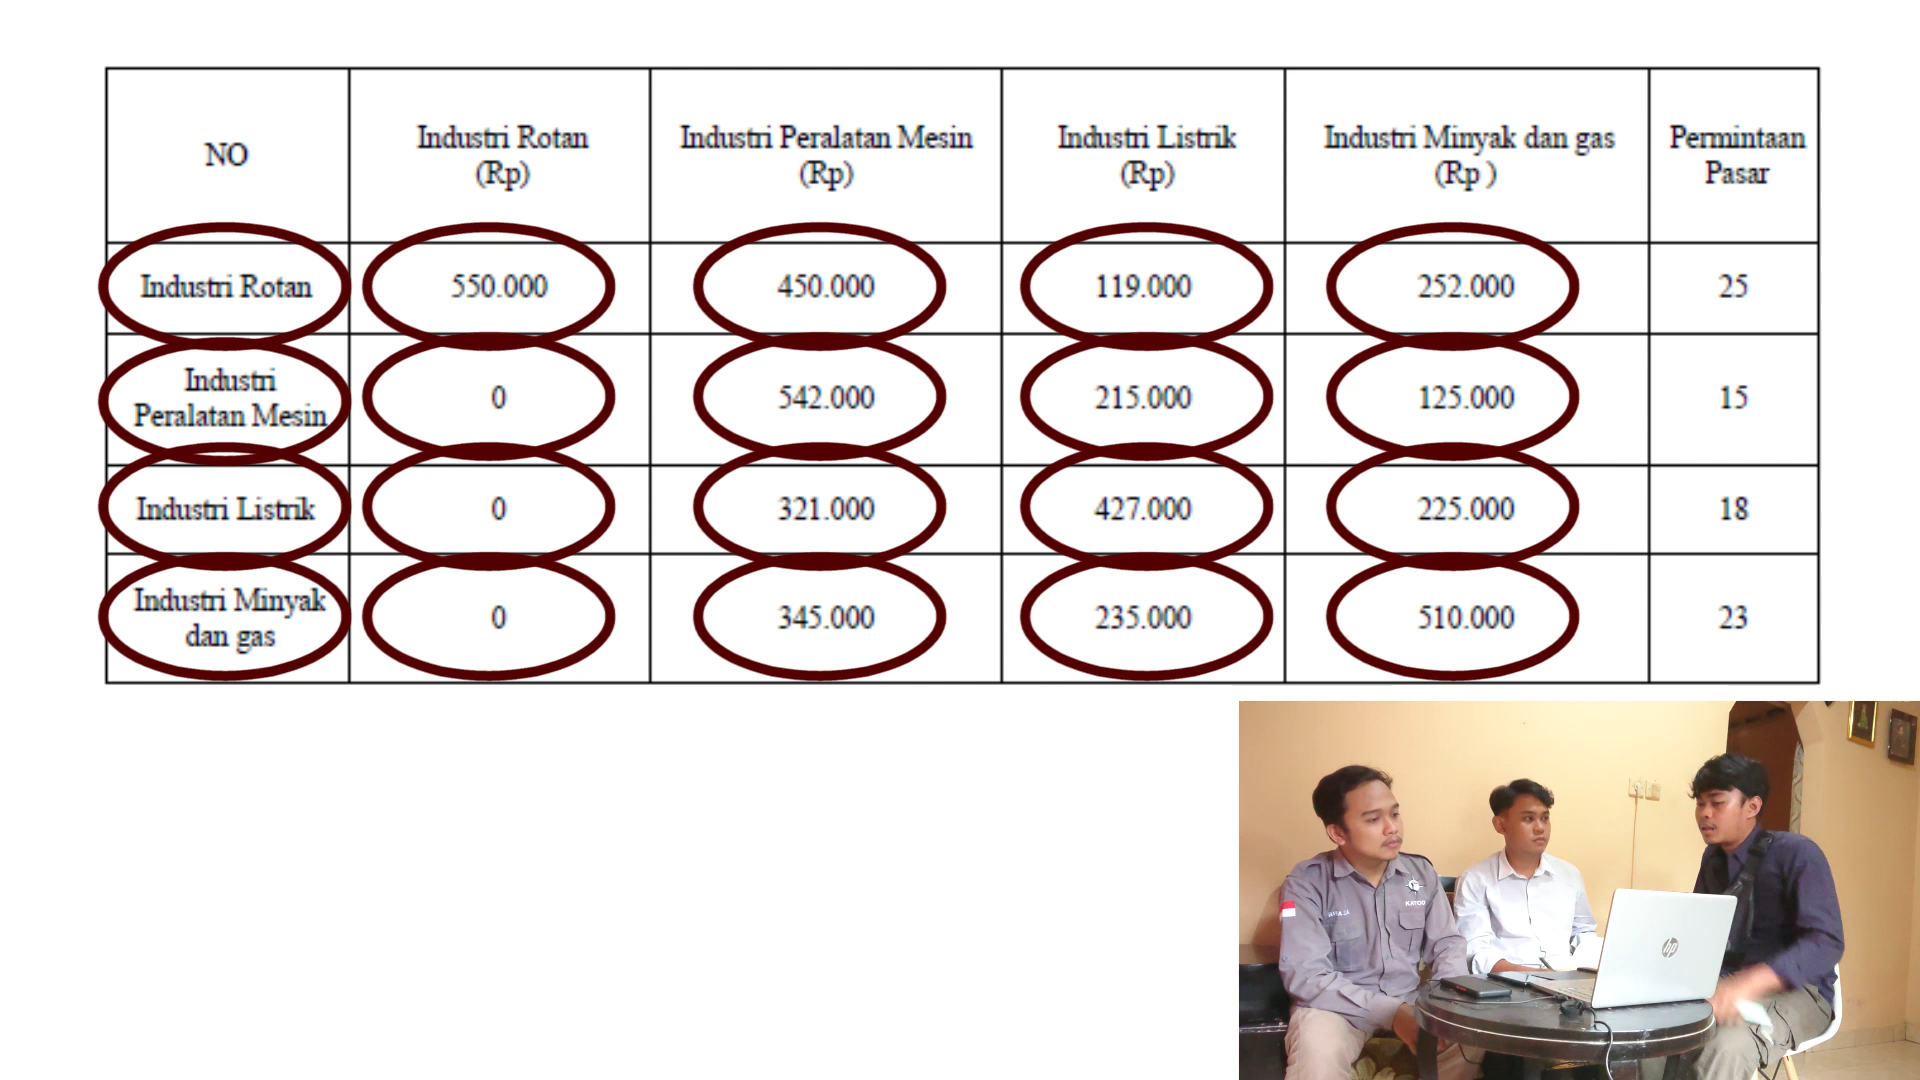 NO
Industri Rotan
(Rp)
Industri Peralatan Mesin
(Rp)
Industri Listrik
(Rp)
Industri Minyak dan gas
(Rp )
Permintaan
Pasar
Industri Rotan
550.000
450.000
119.000
252.000
25
Industri
Peralatan Mesin
0
542.000
215.000
125.000
15
Industri Listrik
0
321.000
427.000
225.000
18
Industri Minyak
dan gas
0
345.000
235.000
510.000
23
KATOD
hp